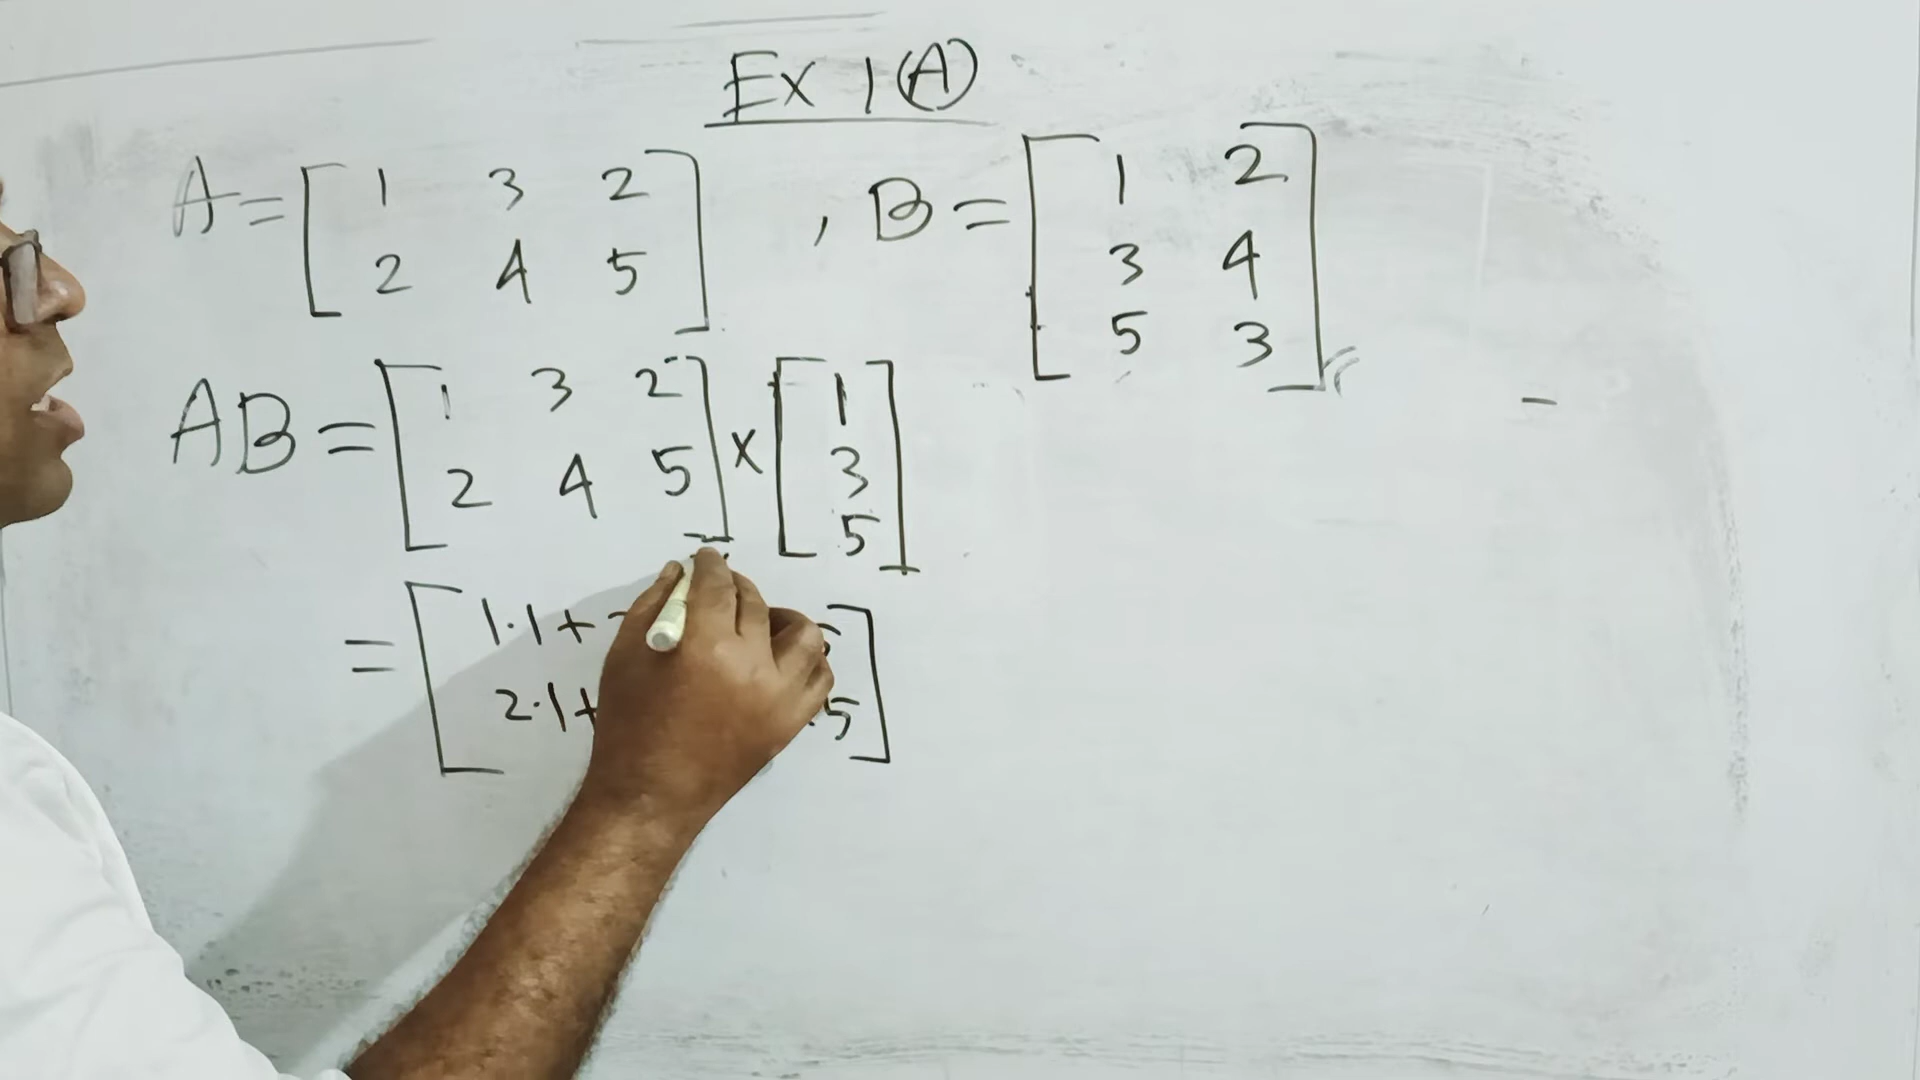 Ex 1(A)
A = [ 1 3 2 , B = [ 1 2
2 4 5 ] 3 4
5 3 ]
AB = [ 1 3 2 × [ 1
2 4 5 ] 3
5 ]
= [ 1·1+
2·1+ 5 ]